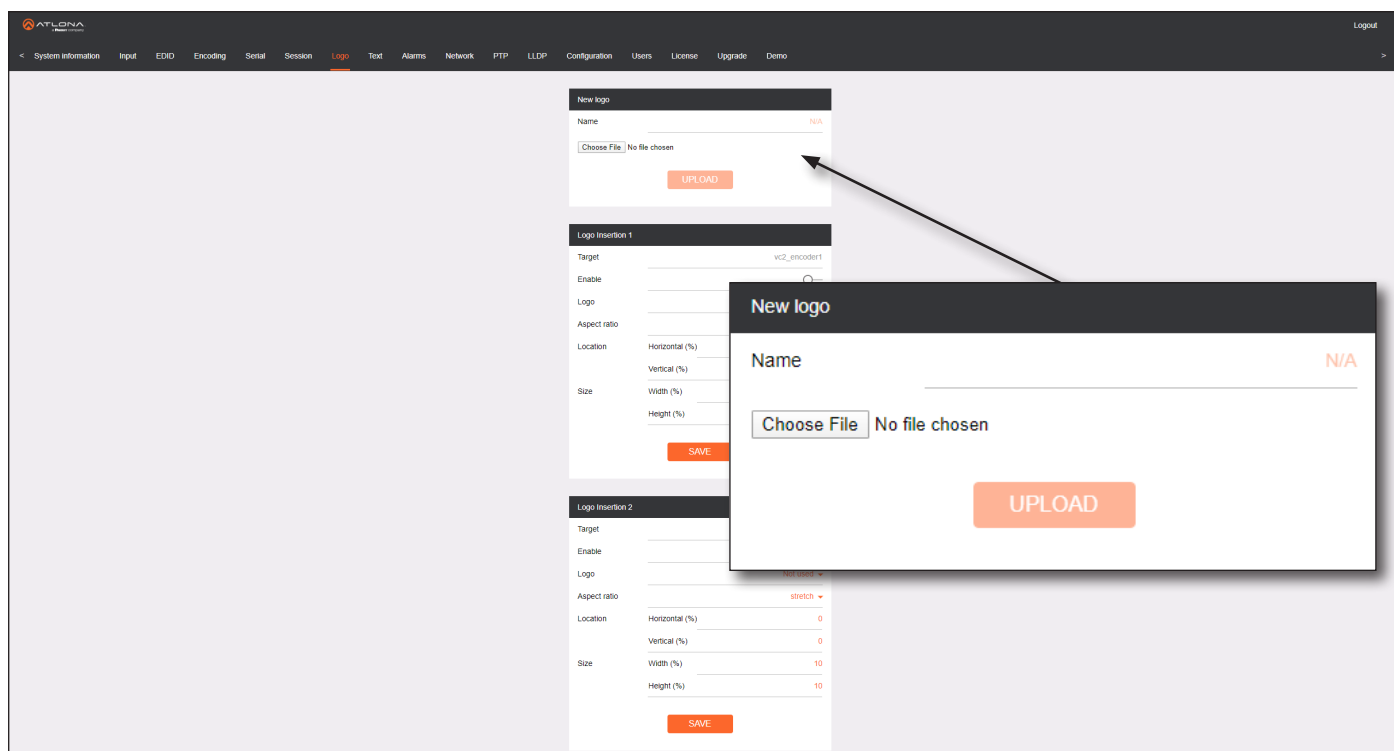 ATLONA
Logout
< System information Input EDID Encoding Serial Session Logo Text Alarms Network PTP LLDP Configuration Users License Upgrade Demo >
New logo
Name N/A
Choose File No file chosen
UPLOAD
Logo Insertion 1
Target vc2_encoder1
Enable
Logo
Aspect ratio
Location Horizontal (%)
Vertical (%)
Size Width (%)
Height (%)
SAVE
New logo
Name N/A
Choose File No file chosen
UPLOAD
Logo Insertion 2
Target
Enable
Logo Not used
Aspect ratio stretch
Location Horizontal (%) 0
Vertical (%) 0
Size Width (%) 10
Height (%) 10
SAVE